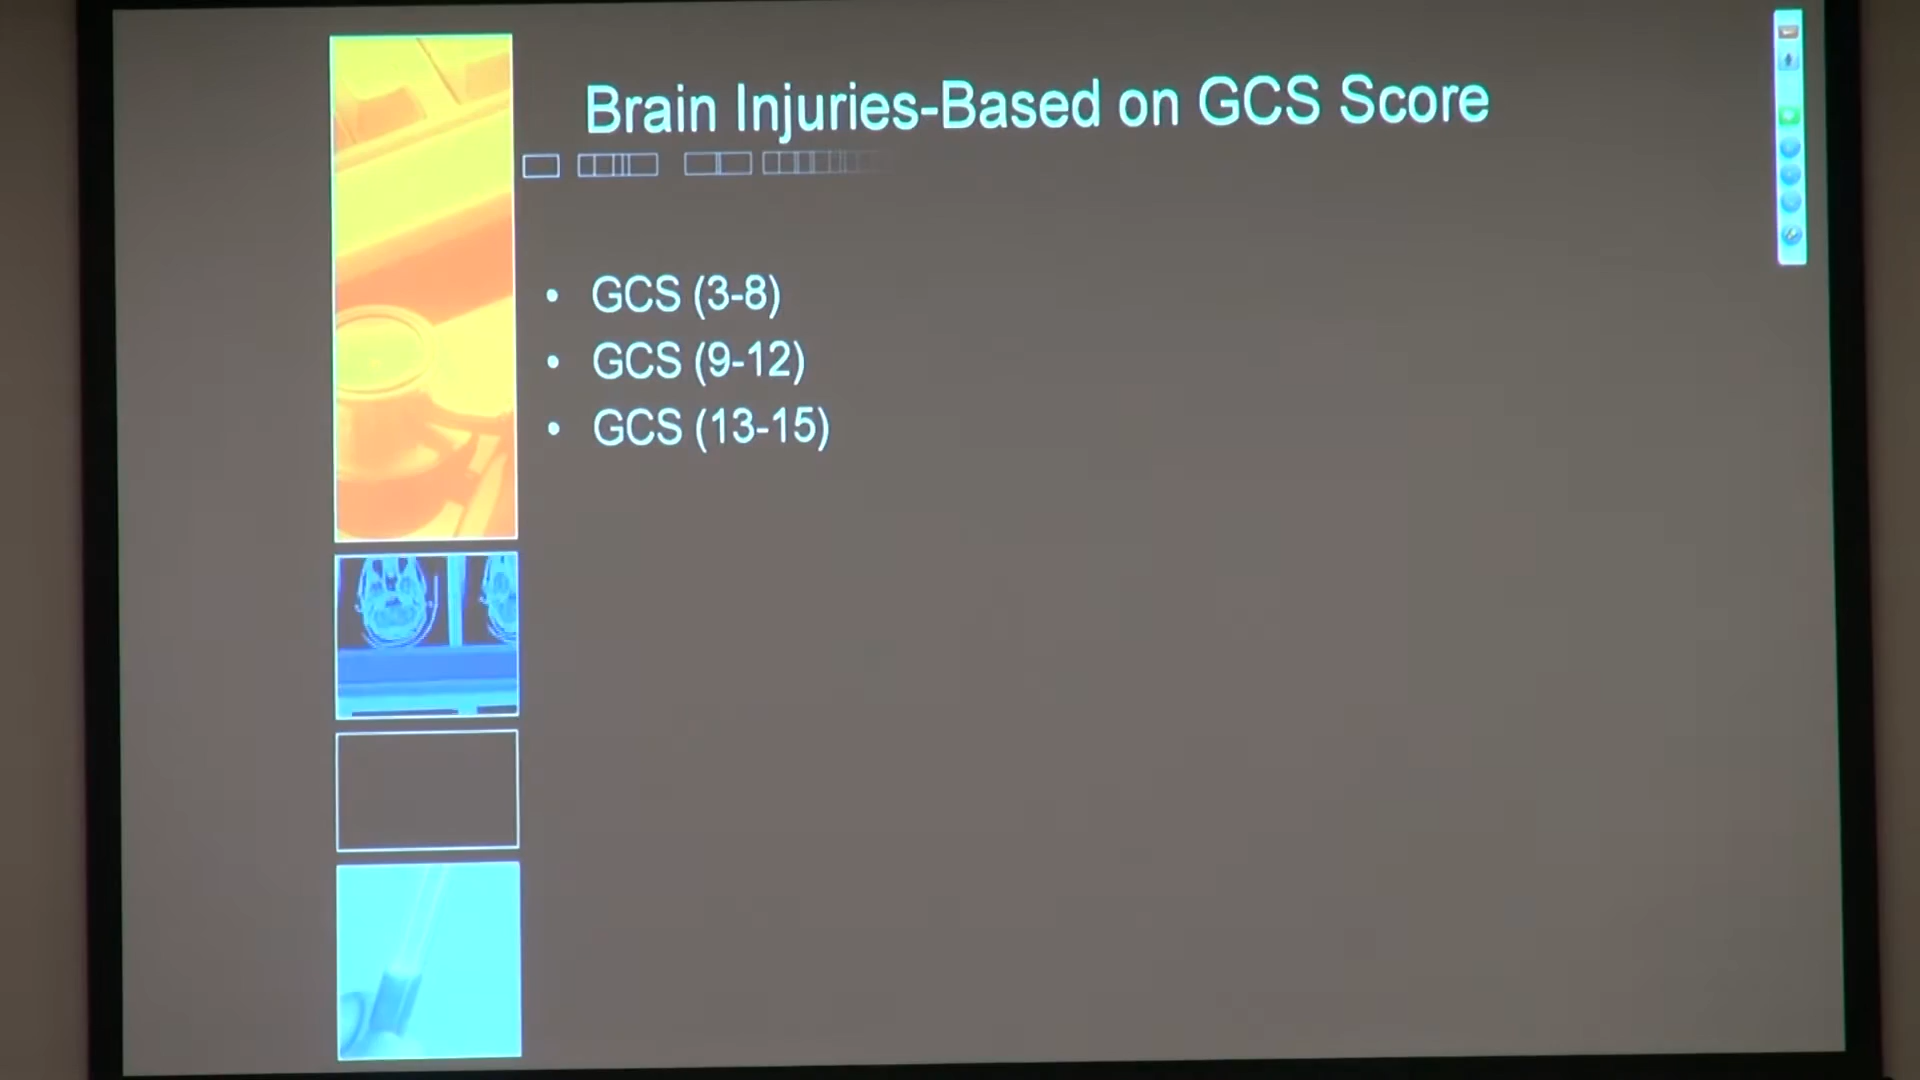 Brain Injuries-Based on GCS Score
• GCS (3-8)
• GCS (9-12)
• GCS (13-15)